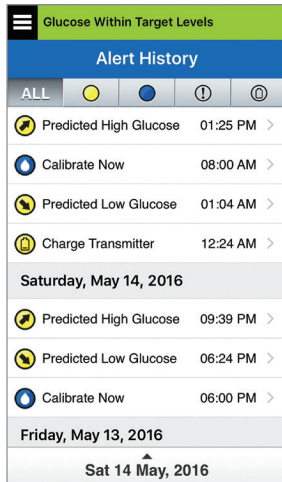 Glucose Within Target Levels
Alert History
ALL
Predicted High Glucose 01:25 PM
Calibrate Now 08:00 AM
Predicted Low Glucose 01:04 AM
Charge Transmitter 12:24 AM
Saturday, May 14, 2016
Predicted High Glucose 09:39 PM
Predicted Low Glucose 06:24 PM
Calibrate Now 06:00 PM
Friday, May 13, 2016
Sat 14 May, 2016